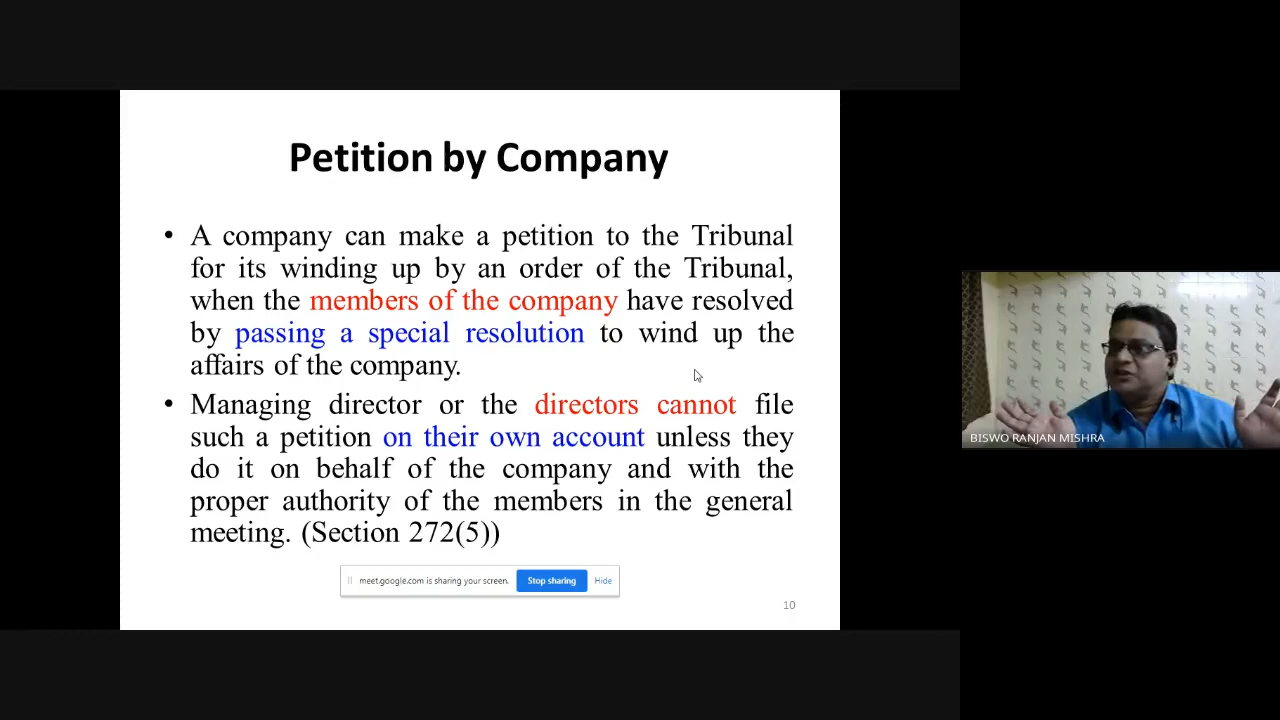 Petition by Company
• A company can make a petition to the Tribunal
for its winding up by an order of the Tribunal,
when the members of the company have resolved
by passing a special resolution to wind up the
affairs of the company.
• Managing director or the directors cannot file
such a petition on their own account unless they
do it on behalf of the company and with the
proper authority of the members in the general
meeting. (Section 272(5))
meet.google.com is sharing your screen. Stop sharing Hide
10
BISWO RANJAN MISHRA